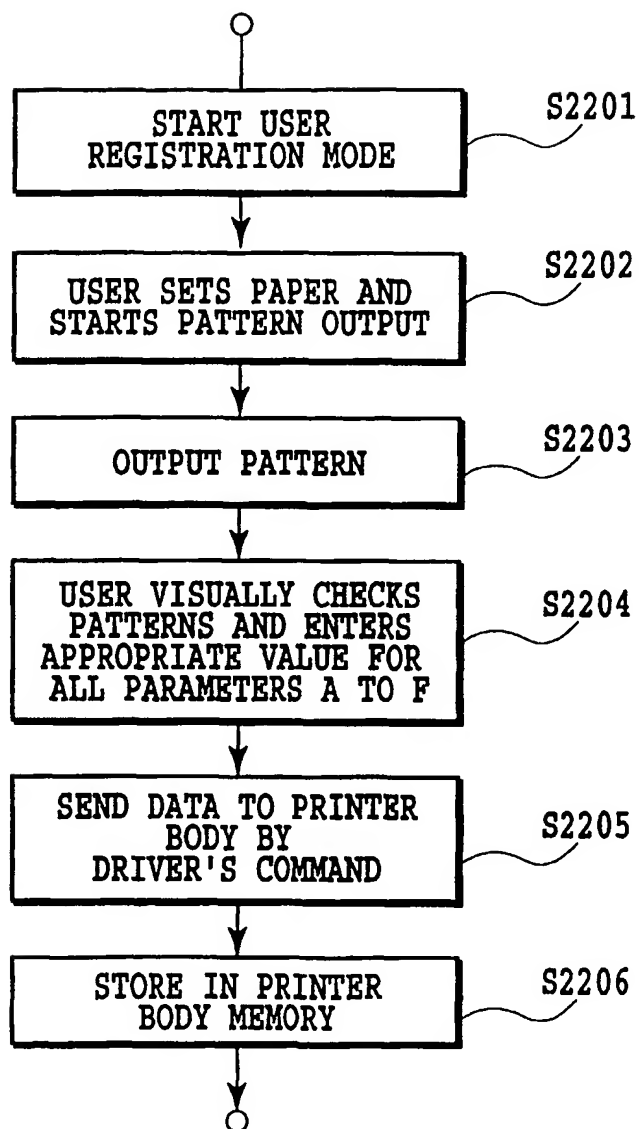 START USER
REGISTRATION MODE
S2201
USER SETS PAPER AND
STARTS PATTERN OUTPUT
S2202
OUTPUT PATTERN
S2203
USER VISUALLY CHECKS
PATTERNS AND ENTERS
APPROPRIATE VALUE FOR
ALL PARAMETERS A TO F
S2204
SEND DATA TO PRINTER
BODY BY
DRIVER'S COMMAND
S2205
STORE IN PRINTER
BODY MEMORY
S2206